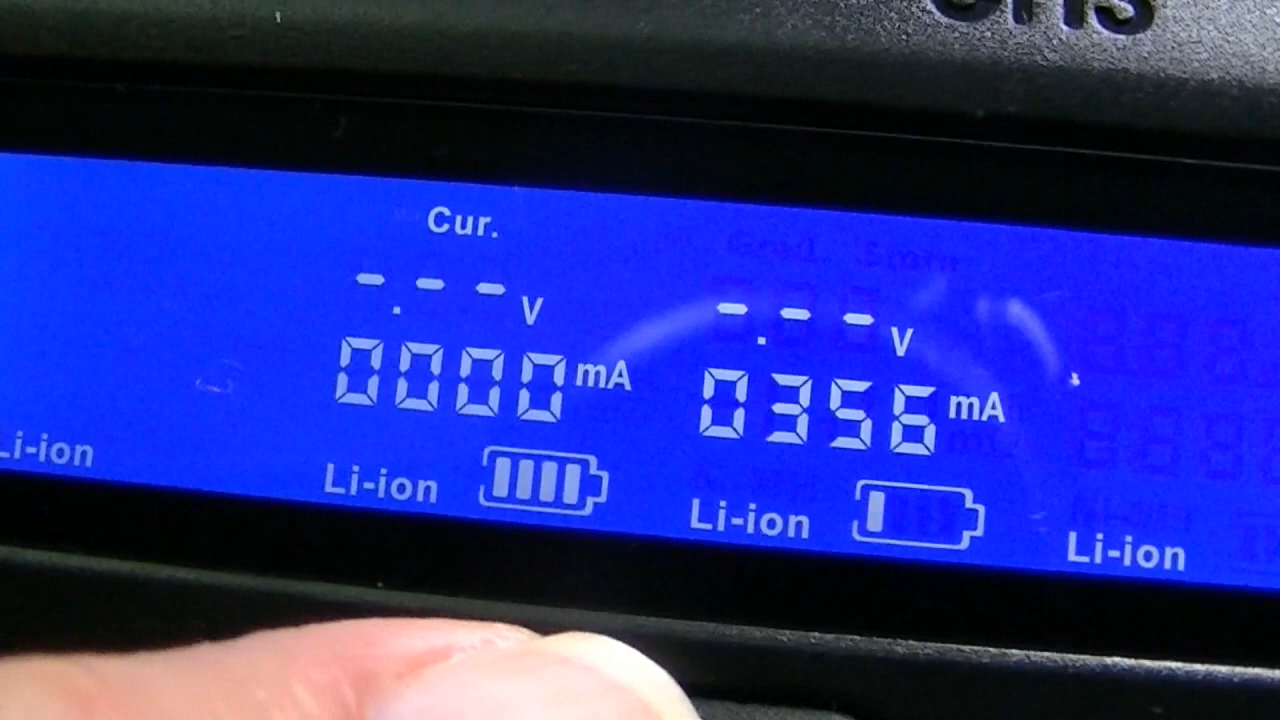 Cur.
-.-- V
-.-- V
0000 mA
0356 mA
Li-ion
Li-ion
Li-ion
Li-ion